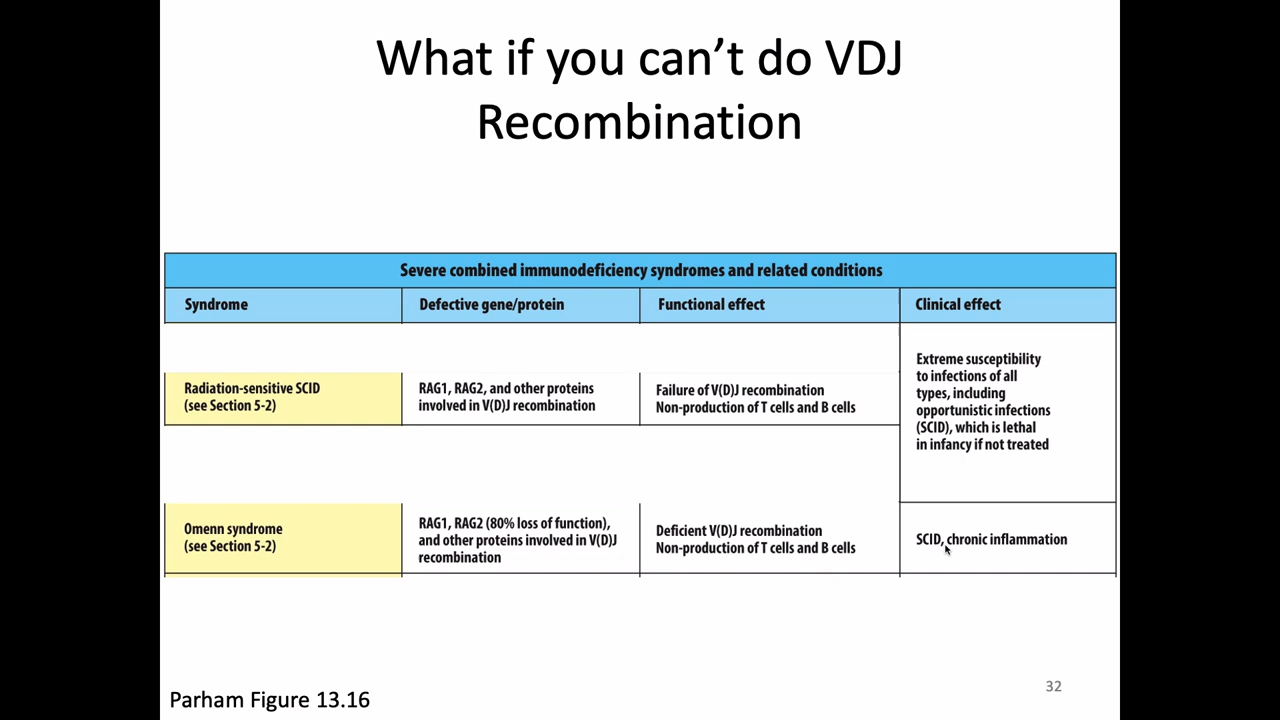 What if you can’t do VDJ
Recombination
Severe combined immunodeficiency syndromes and related conditions
Syndrome
Defective gene/protein
Functional effect
Clinical effect
Radiation-sensitive SCID
(see Section 5-2)
RAG1, RAG2, and other proteins
involved in V(D)J recombination
Failure of V(D)J recombination
Non-production of T cells and B cells
Extreme susceptibility
to infections of all
types, including
opportunistic infections
(SCID), which is lethal
in infancy if not treated
Omenn syndrome
(see Section 5-2)
RAG1, RAG2 (80% loss of function),
and other proteins involved in V(D)J
recombination
Deficient V(D)J recombination
Non-production of T cells and B cells
SCID, chronic inflammation
Parham Figure 13.16
32